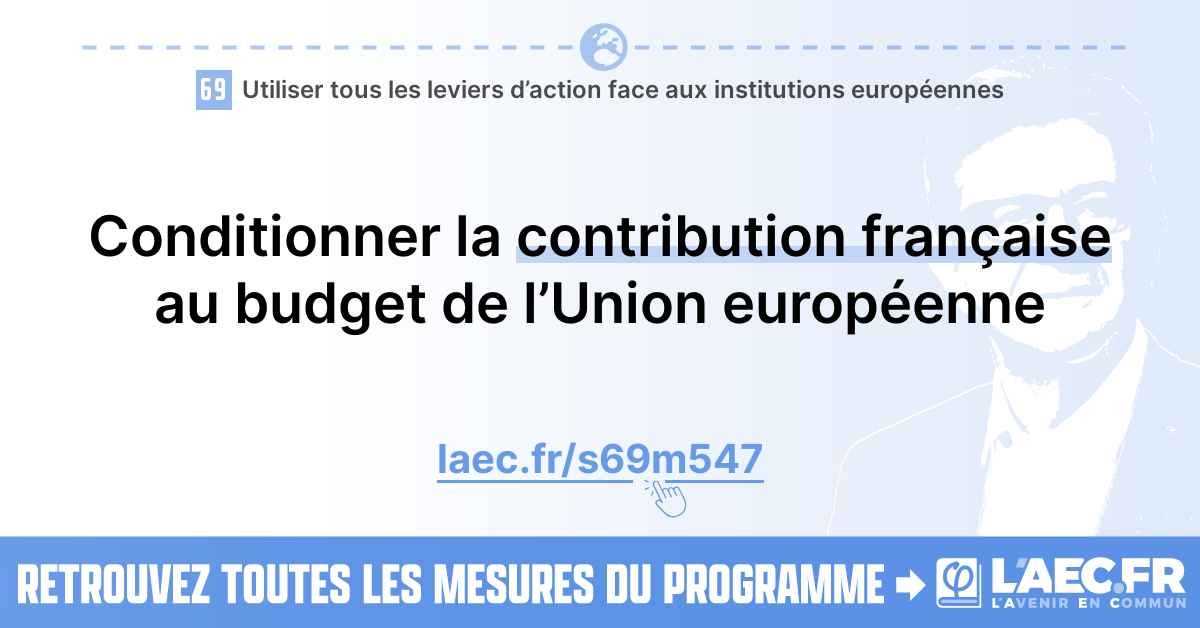 69 Utiliser tous les leviers d’action face aux institutions européennes
Conditionner la contribution française
au budget de l’Union européenne
laec.fr/s69m547
RETROUVEZ TOUTES LES MESURES DU PROGRAMME
L'AEC.FR
L'AVENIR EN COMMUN